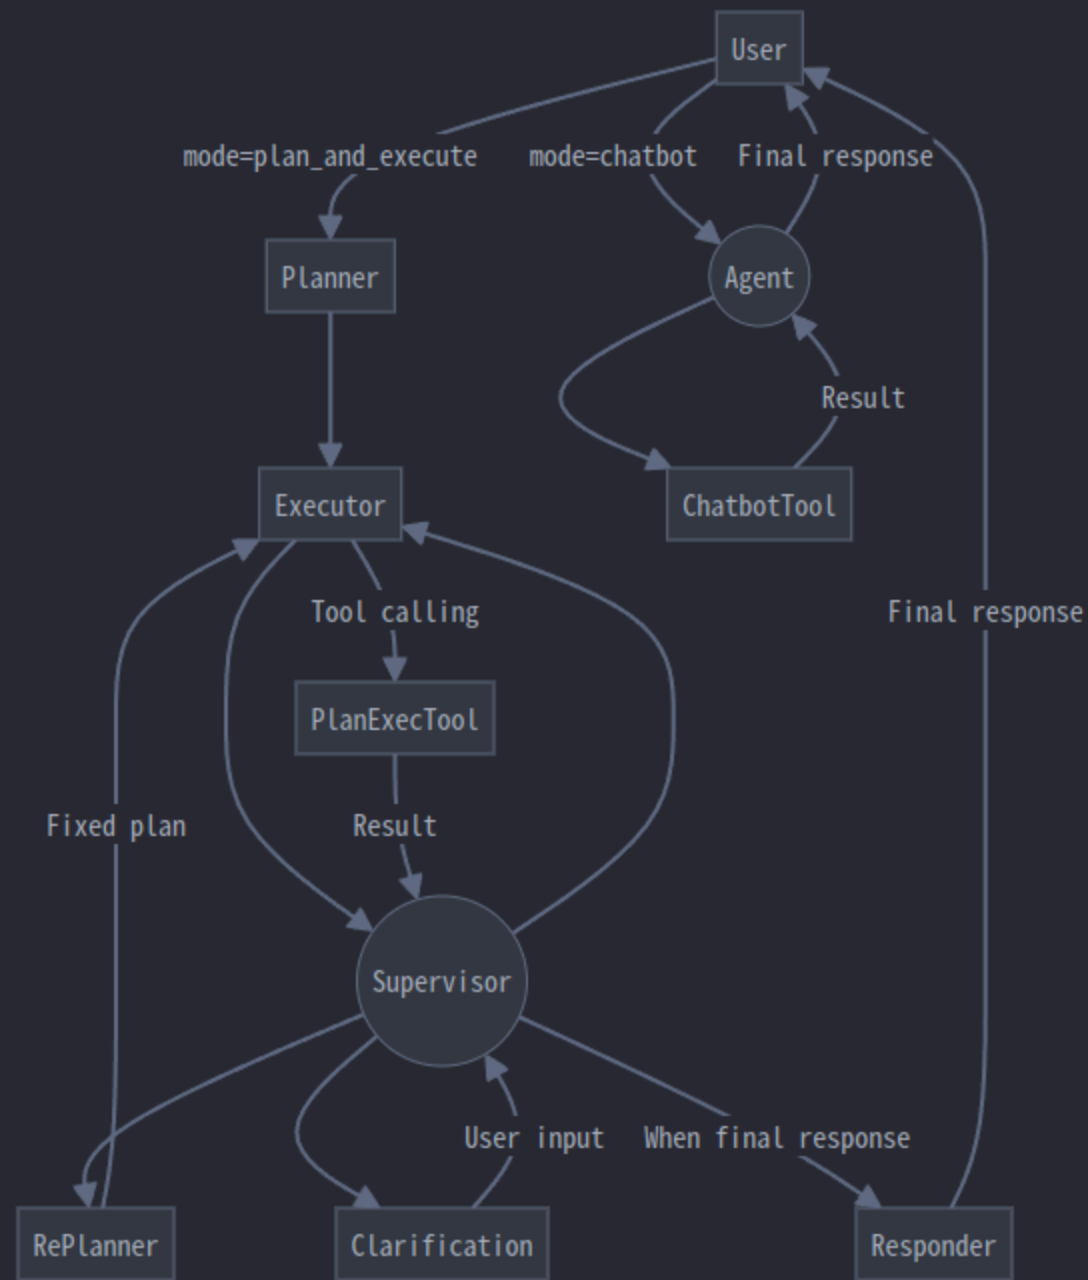 User
mode=plan_and_execute
mode=chatbot
Final response
Planner
Agent
Result
Executor
ChatbotTool
Tool calling
Final response
PlanExecTool
Fixed plan
Result
Supervisor
User input
When final response
RePlanner
Clarification
Responder